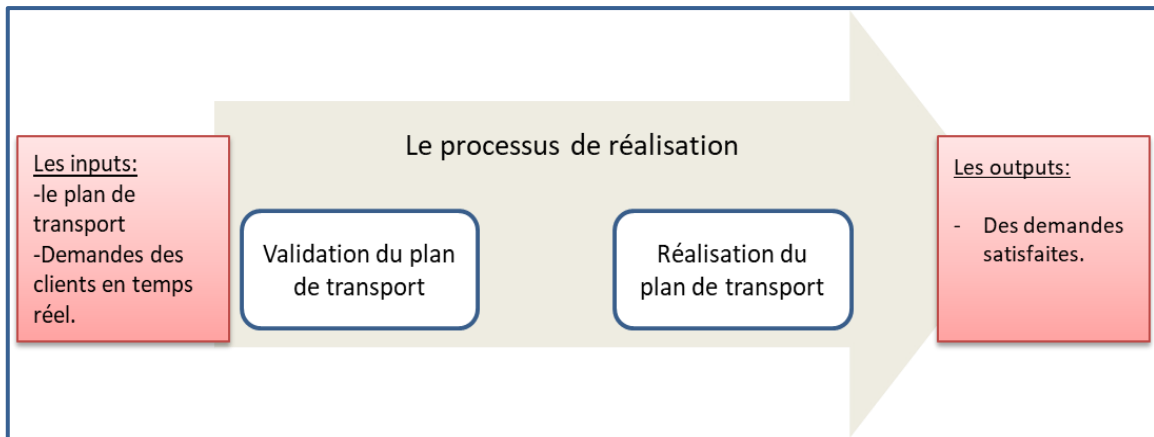 Le processus de réalisation
Les inputs:
-le plan de
transport
-Demandes des
clients en temps
réel.
Validation du plan
de transport
Réalisation du
plan de transport
Les outputs:
- Des demandes
satisfaites.